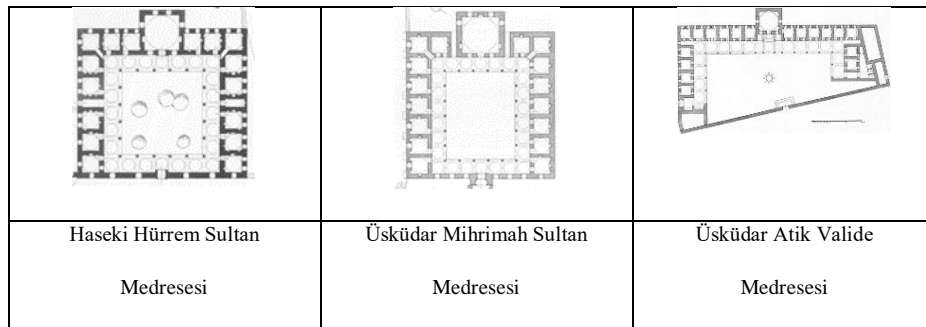 Haseki Hürrem Sultan
Medresesi
Üsküdar Mihrimah Sultan
Medresesi
Üsküdar Atik Valide
Medresesi